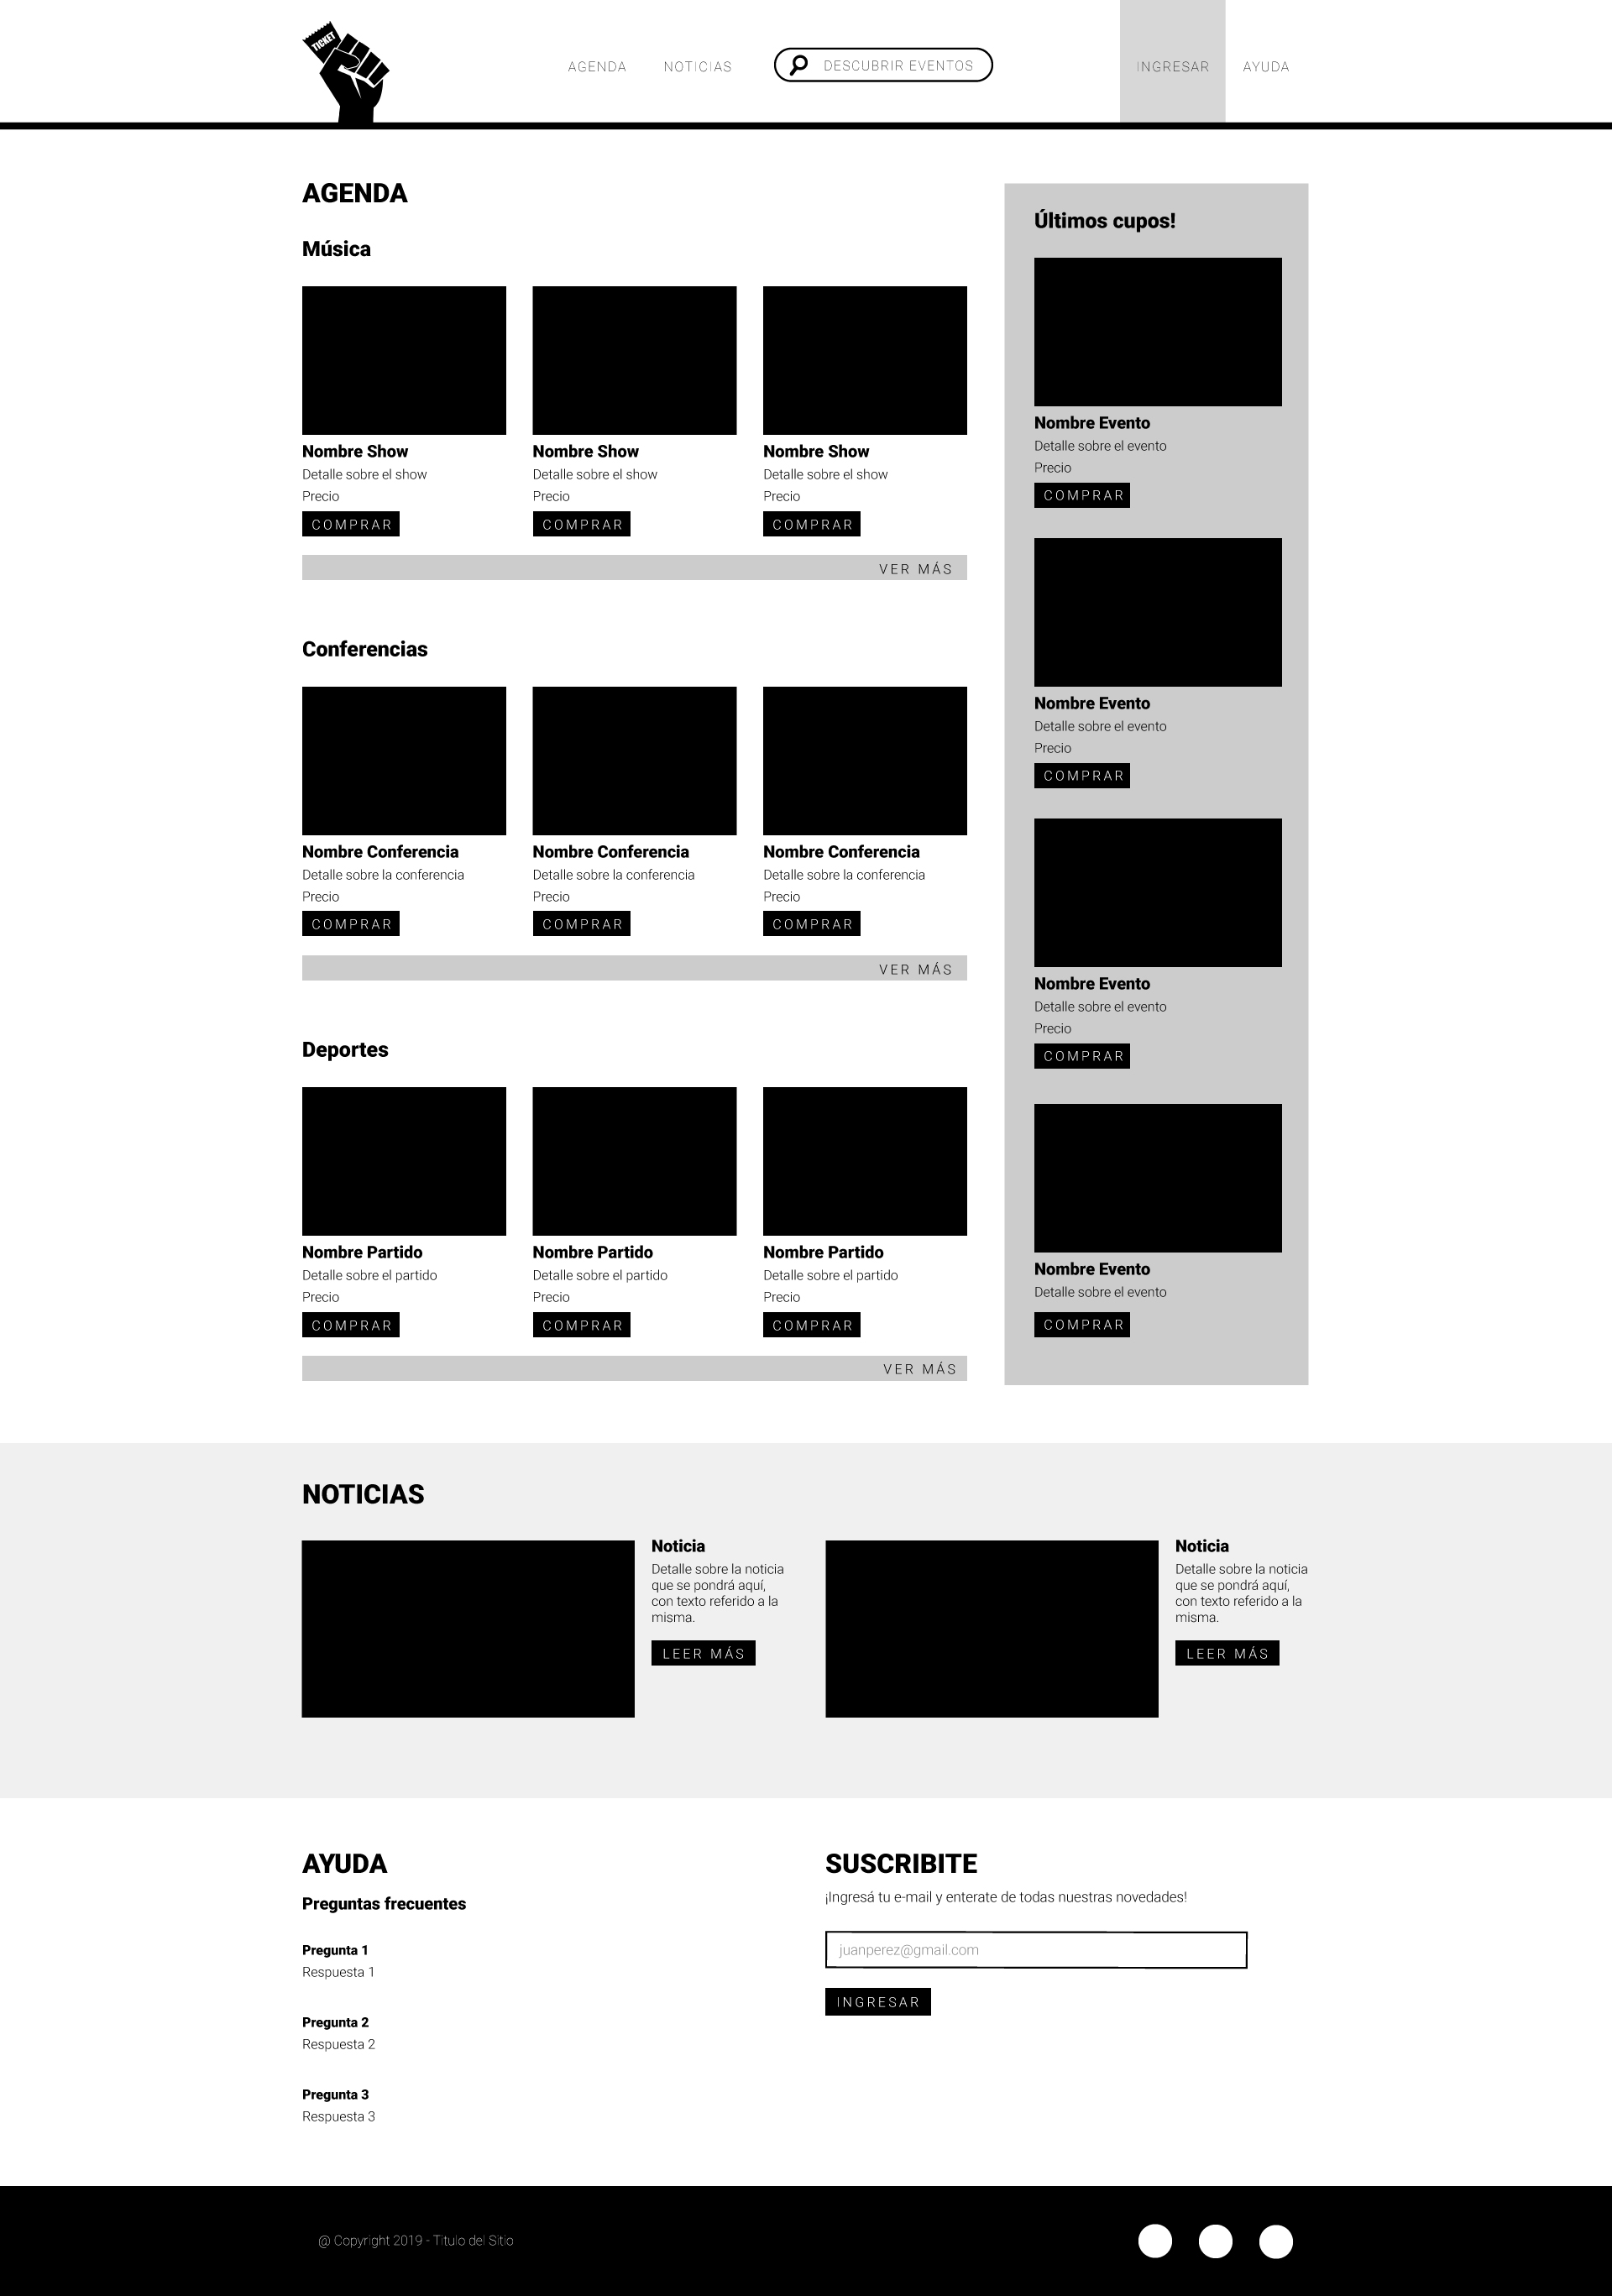 TICKET
AGENDA
NOTICIAS
DESCUBRIR EVENTOS
INGRESAR
AYUDA
AGENDA
Música
Nombre Show
Detalle sobre el show
Precio
COMPRAR
Nombre Show
Detalle sobre el show
Precio
COMPRAR
Nombre Show
Detalle sobre el show
Precio
COMPRAR
VER MÁS
Conferencias
Nombre Conferencia
Detalle sobre la conferencia
Precio
COMPRAR
Nombre Conferencia
Detalle sobre la conferencia
Precio
COMPRAR
Nombre Conferencia
Detalle sobre la conferencia
Precio
COMPRAR
VER MÁS
Deportes
Nombre Partido
Detalle sobre el partido
Precio
COMPRAR
Nombre Partido
Detalle sobre el partido
Precio
COMPRAR
Nombre Partido
Detalle sobre el partido
Precio
COMPRAR
VER MÁS
Últimos cupos!
Nombre Evento
Detalle sobre el evento
Precio
COMPRAR
Nombre Evento
Detalle sobre el evento
Precio
COMPRAR
Nombre Evento
Detalle sobre el evento
Precio
COMPRAR
Nombre Evento
Detalle sobre el evento
COMPRAR
NOTICIAS
Noticia
Detalle sobre la noticia
que se pondrá aquí,
con texto referido a la
misma.
LEER MÁS
Noticia
Detalle sobre la noticia
que se pondrá aquí,
con texto referido a la
misma.
LEER MÁS
AYUDA
Preguntas frecuentes
Pregunta 1
Respuesta 1
Pregunta 2
Respuesta 2
Pregunta 3
Respuesta 3
SUSCRIBITE
¡Ingresá tu e-mail y enterate de todas nuestras novedades!
juanperez@gmail.com
INGRESAR
@ Copyright 2019 - Titulo del Sitio